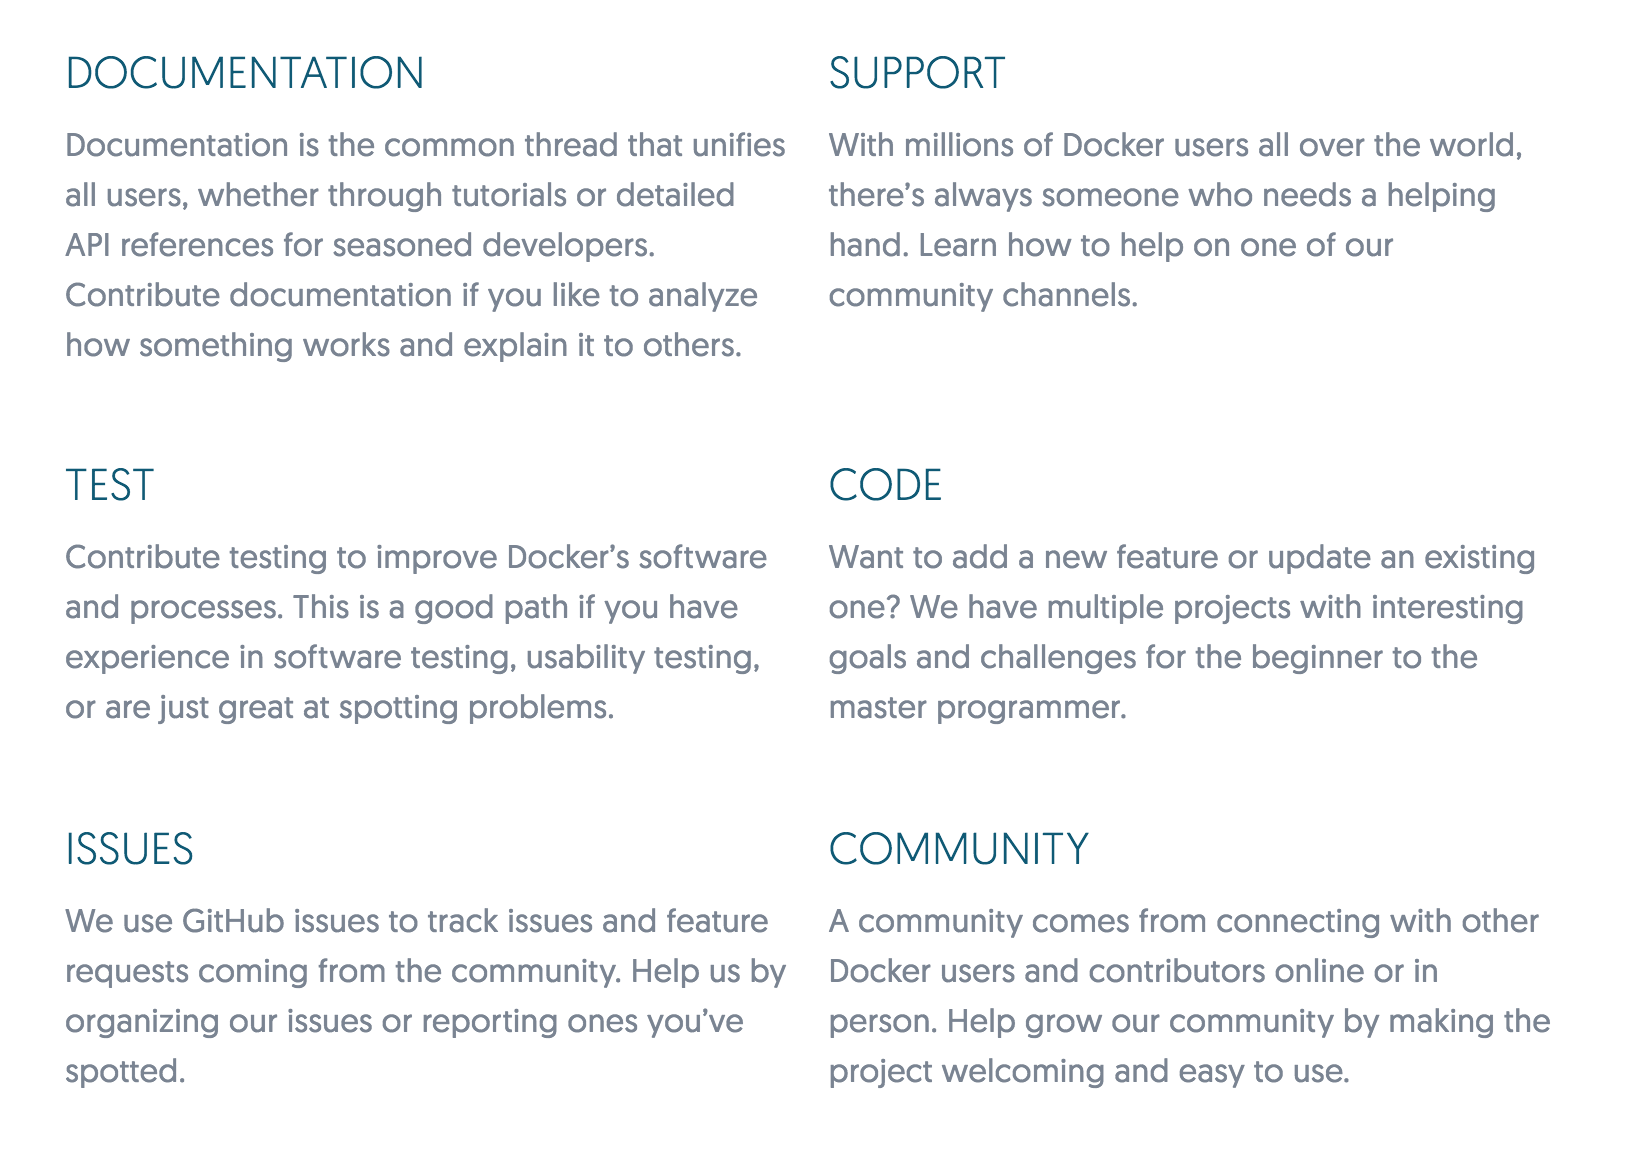 DOCUMENTATION
Documentation is the common thread that unifies
all users, whether through tutorials or detailed
API references for seasoned developers.
Contribute documentation if you like to analyze
how something works and explain it to others.
SUPPORT
With millions of Docker users all over the world,
there’s always someone who needs a helping
hand. Learn how to help on one of our
community channels.
TEST
Contribute testing to improve Docker’s software
and processes. This is a good path if you have
experience in software testing, usability testing,
or are just great at spotting problems.
CODE
Want to add a new feature or update an existing
one? We have multiple projects with interesting
goals and challenges for the beginner to the
master programmer.
ISSUES
We use GitHub issues to track issues and feature
requests coming from the community. Help us by
organizing our issues or reporting ones you’ve
spotted.
COMMUNITY
A community comes from connecting with other
Docker users and contributors online or in
person. Help grow our community by making the
project welcoming and easy to use.